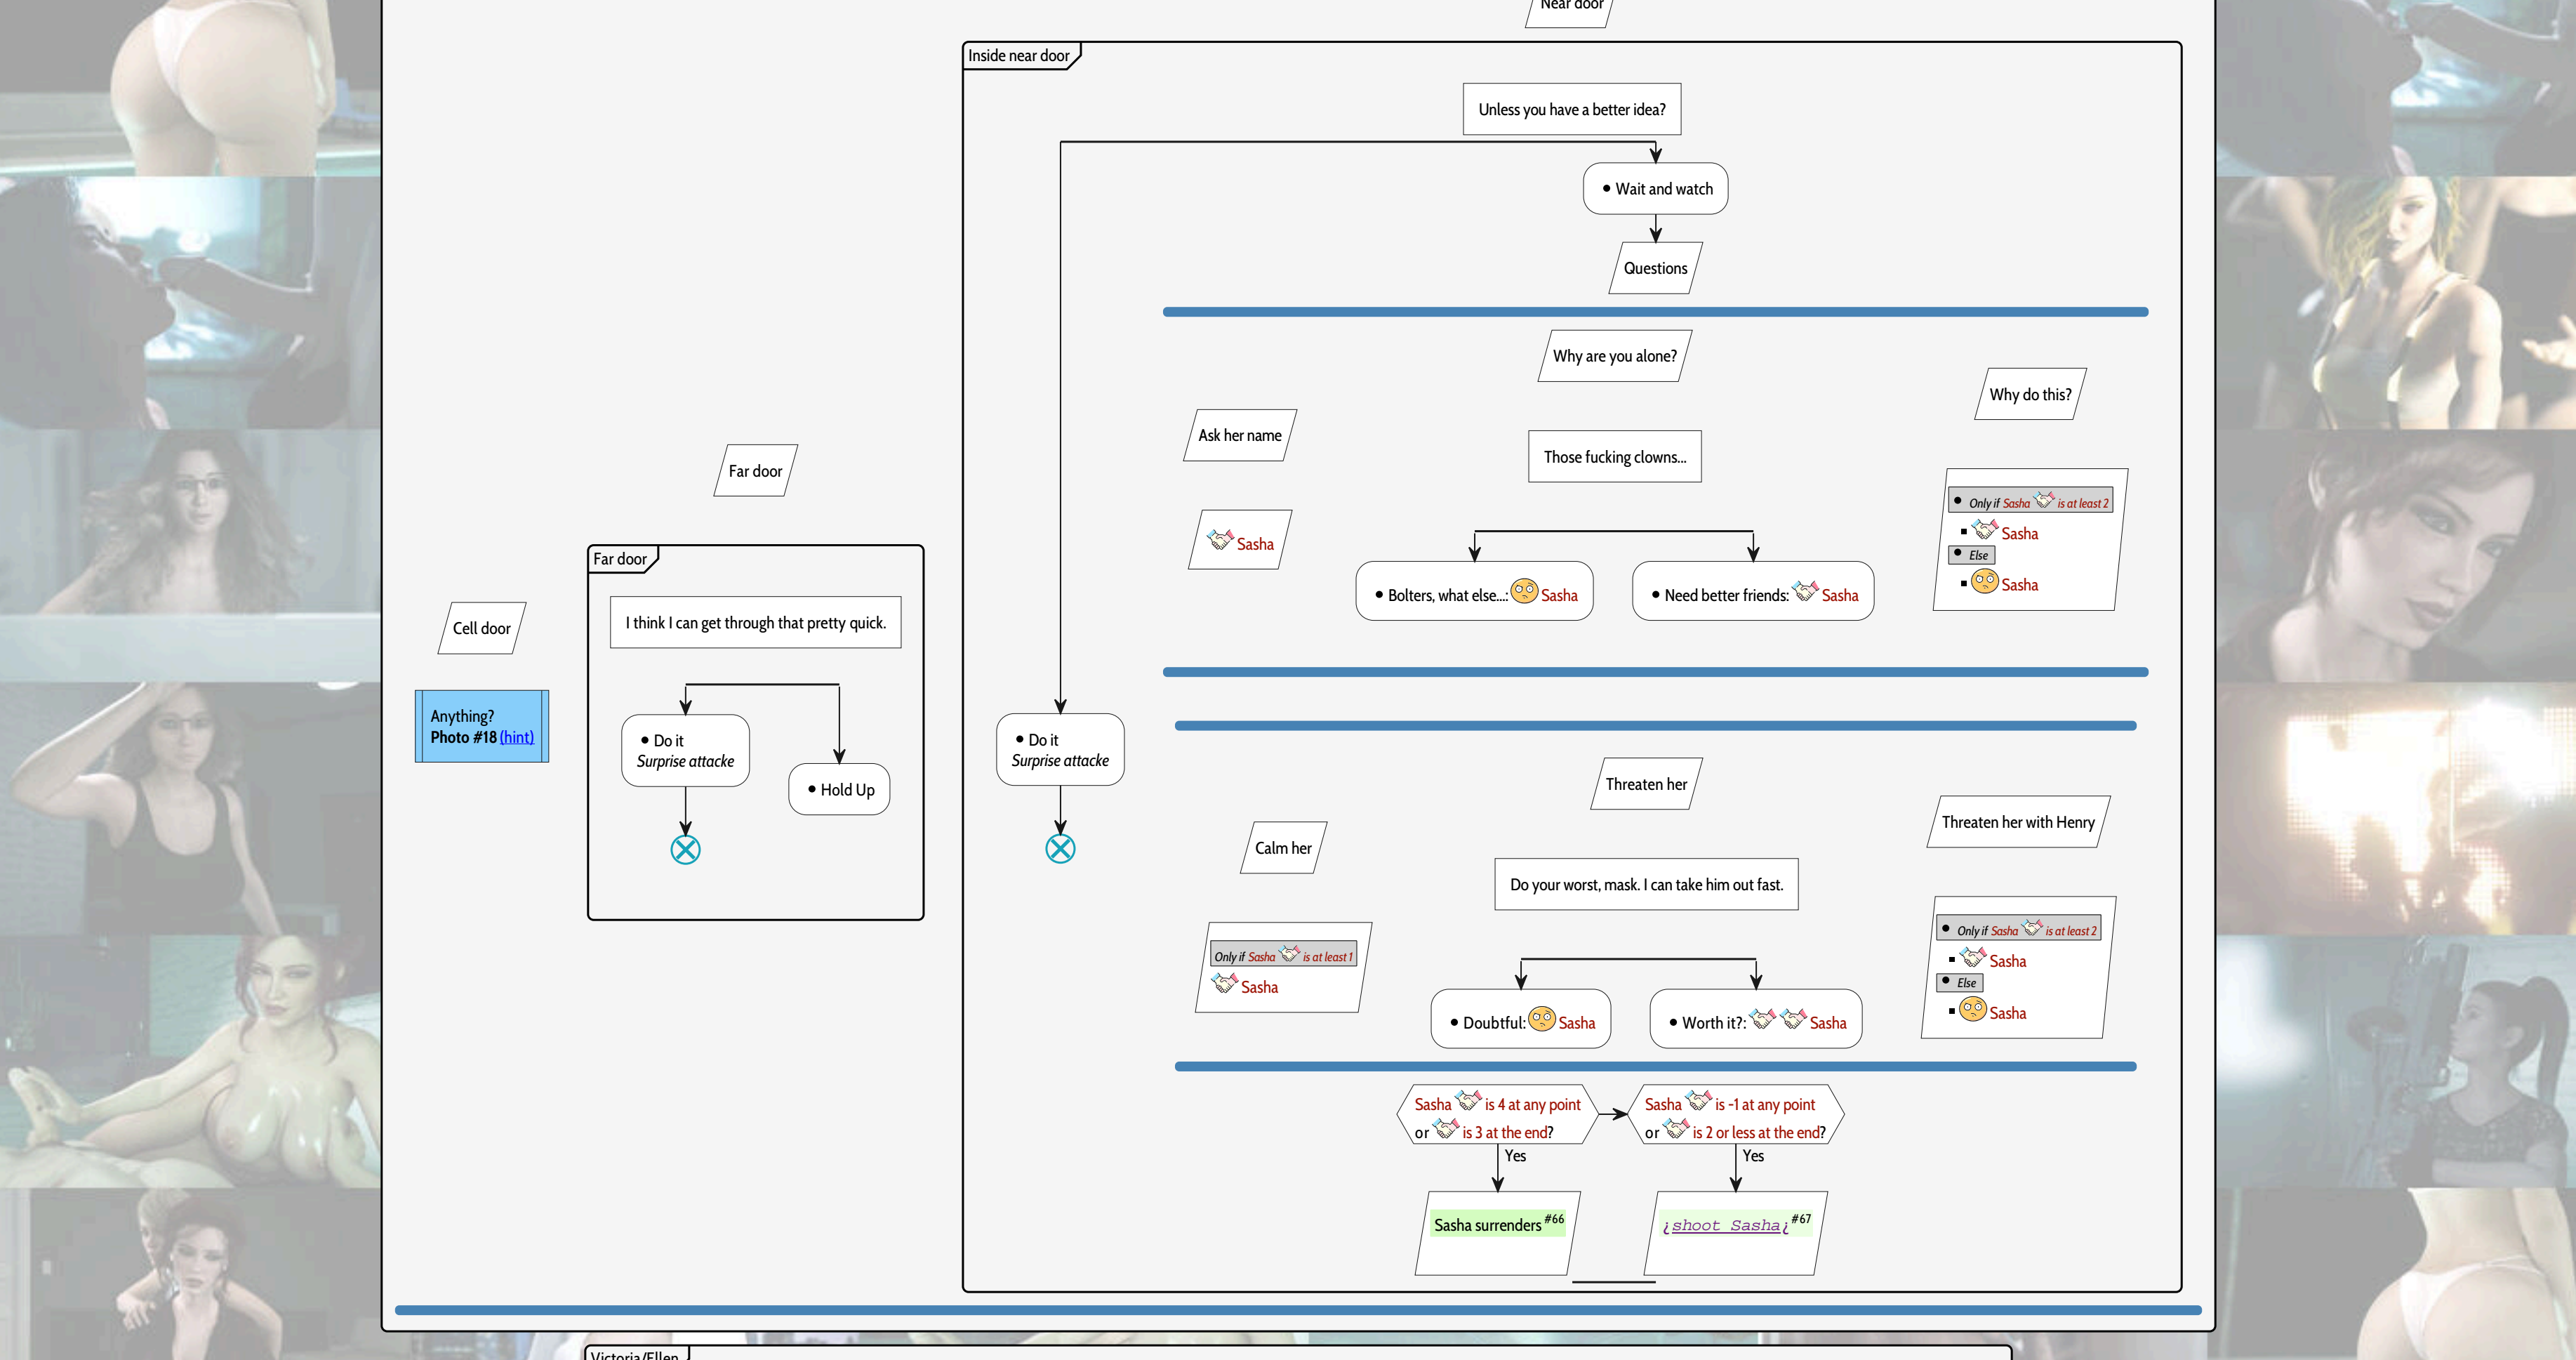 Near door
Inside near door
Unless you have a better idea?
Wait and watch
Questions
Why are you alone?
Why do this?
Ask her name
Those fucking clowns...
Far door
Only if Sasha is at least 2
Sasha
Else
Sasha
Sasha
Far door
Bolters, what else...: Sasha
Need better friends: Sasha
I think I can get through that pretty quick.
Cell door
Anything?
Photo #18 (hint)
Do it
Surprise attacke
Hold Up
Do it
Surprise attacke
Threaten her
Threaten her with Henry
Calm her
Do your worst, mask. I can take him out fast.
Only if Sasha is at least 1
Sasha
Only if Sasha is at least 2
Sasha
Else
Sasha
Doubtful: Sasha
Worth it?: Sasha
Sasha is 4 at any point
or is 3 at the end?
Sasha is -1 at any point
or is 2 or less at the end?
Yes
Yes
Sasha surrenders #66
¿shoot Sasha¿ #67
Victoria/Ellen